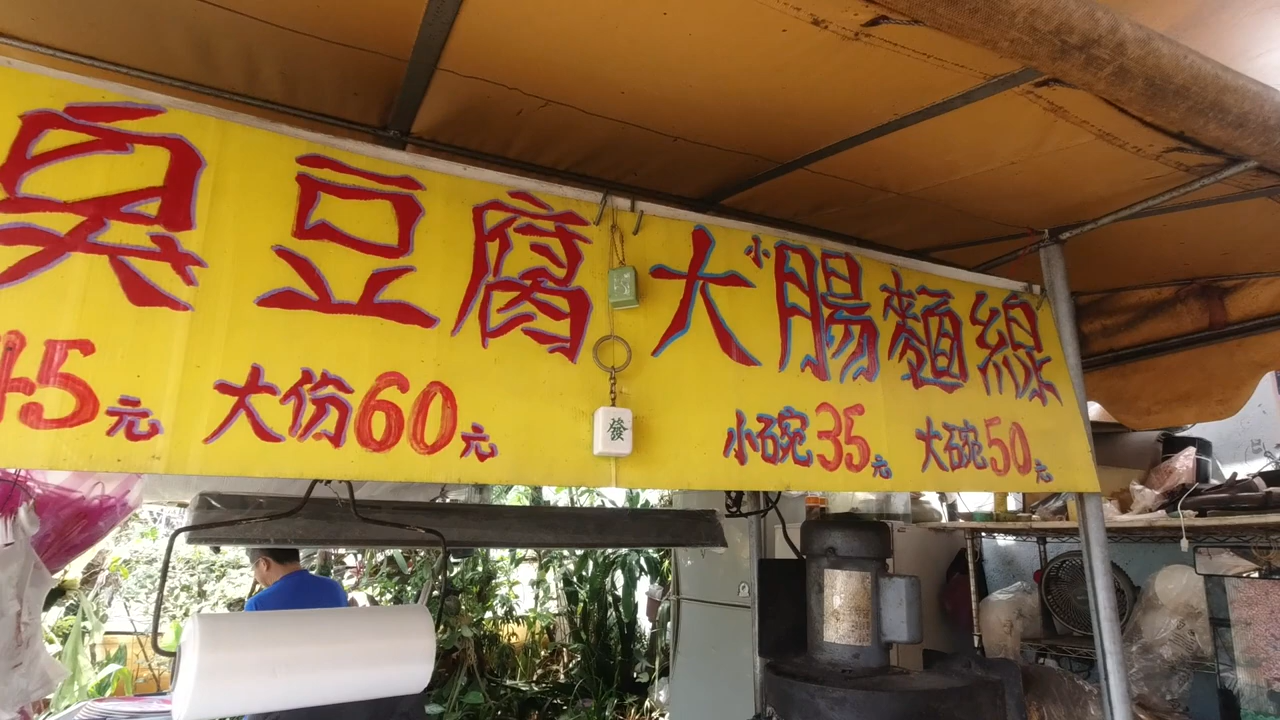 臭豆腐
45元 大份60元
大小腸麵線
小碗35元 大碗50元
發